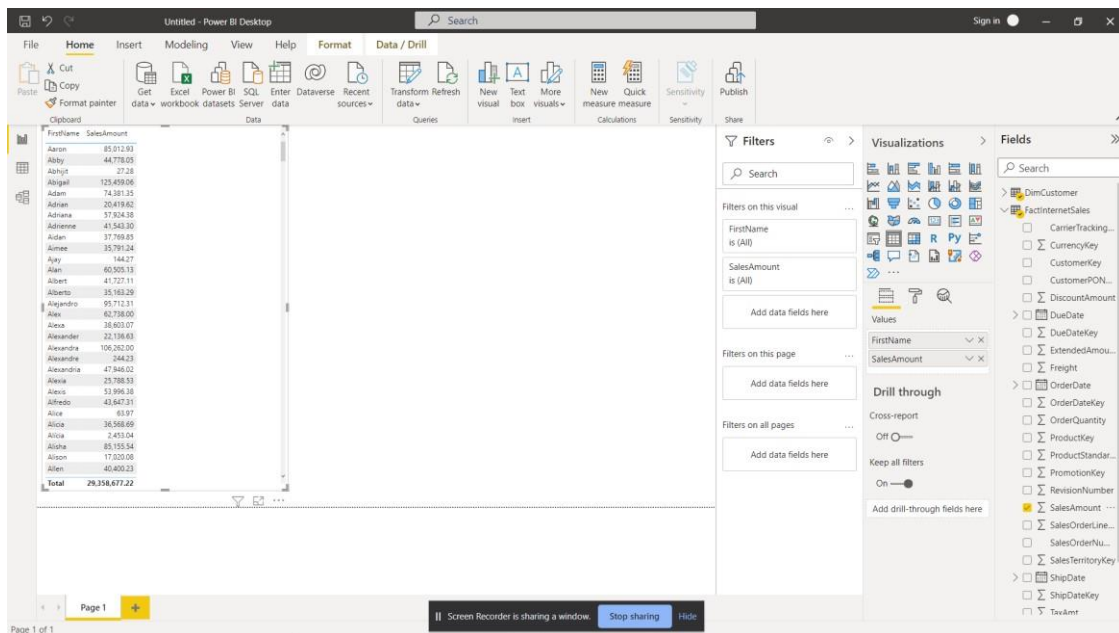 Untitled - Power BI Desktop
Search
Sign in
File Home Insert Modeling View Help Format Data / Drill
Paste
Cut
Copy
Format painter
Get data
Excel workbook
Power BI datasets
SQL Server
Enter data
Dataverse
Recent sources
Transform data
Refresh
New visual
Text box
More visuals
New measure
Quick measure
Sensitivity
Publish
Clipboard
Data
Queries
Insert
Calculations
Sensitivity
Share
FirstName SalesAmount
Aaron 85,012.93
Abby 44,778.05
Abhijit 27.28
Abigail 125,459.06
Adam 74,381.35
Adrian 20,419.62
Adriana 57,924.38
Adrienne 41,543.30
Aidan 37,769.85
Aimee 35,791.24
Ajay 144.27
Alan 60,505.13
Albert 41,727.11
Alberto 35,163.29
Alejandro 95,712.31
Alex 62,738.00
Alexa 38,603.07
Alexander 22,136.63
Alexandra 106,262.00
Alexandre 244.23
Alexandria 47,946.02
Alexia 25,788.53
Alexis 53,996.38
Alfredo 43,647.31
Alice 63.97
Alicia 36,568.69
Alicia 2,453.04
Alisha 85,155.54
Alison 17,020.08
Allen 40,400.23
Total 29,358,677.22
Filters
Search
Filters on this visual
FirstName
is (All)
SalesAmount
is (All)
Add data fields here
Filters on this page
Add data fields here
Filters on all pages
Add data fields here
Visualizations
R Py
Values
FirstName
SalesAmount
Drill through
Cross-report
Off
Keep all filters
On
Add drill-through fields here
Fields
Search
DimCustomer
FactInternetSales
CarrierTracking...
CurrencyKey
CustomerKey
CustomerPON...
DiscountAmount
DueDate
DueDateKey
ExtendedAmou...
Freight
OrderDate
OrderDateKey
OrderQuantity
ProductKey
ProductStandar...
PromotionKey
RevisionNumber
SalesAmount
SalesOrderLine...
SalesOrderNu...
SalesTerritoryKey
ShipDate
ShipDateKey
TaxAmt
Page 1
Screen Recorder is sharing a window.
Stop sharing
Hide
Page 1 of 1